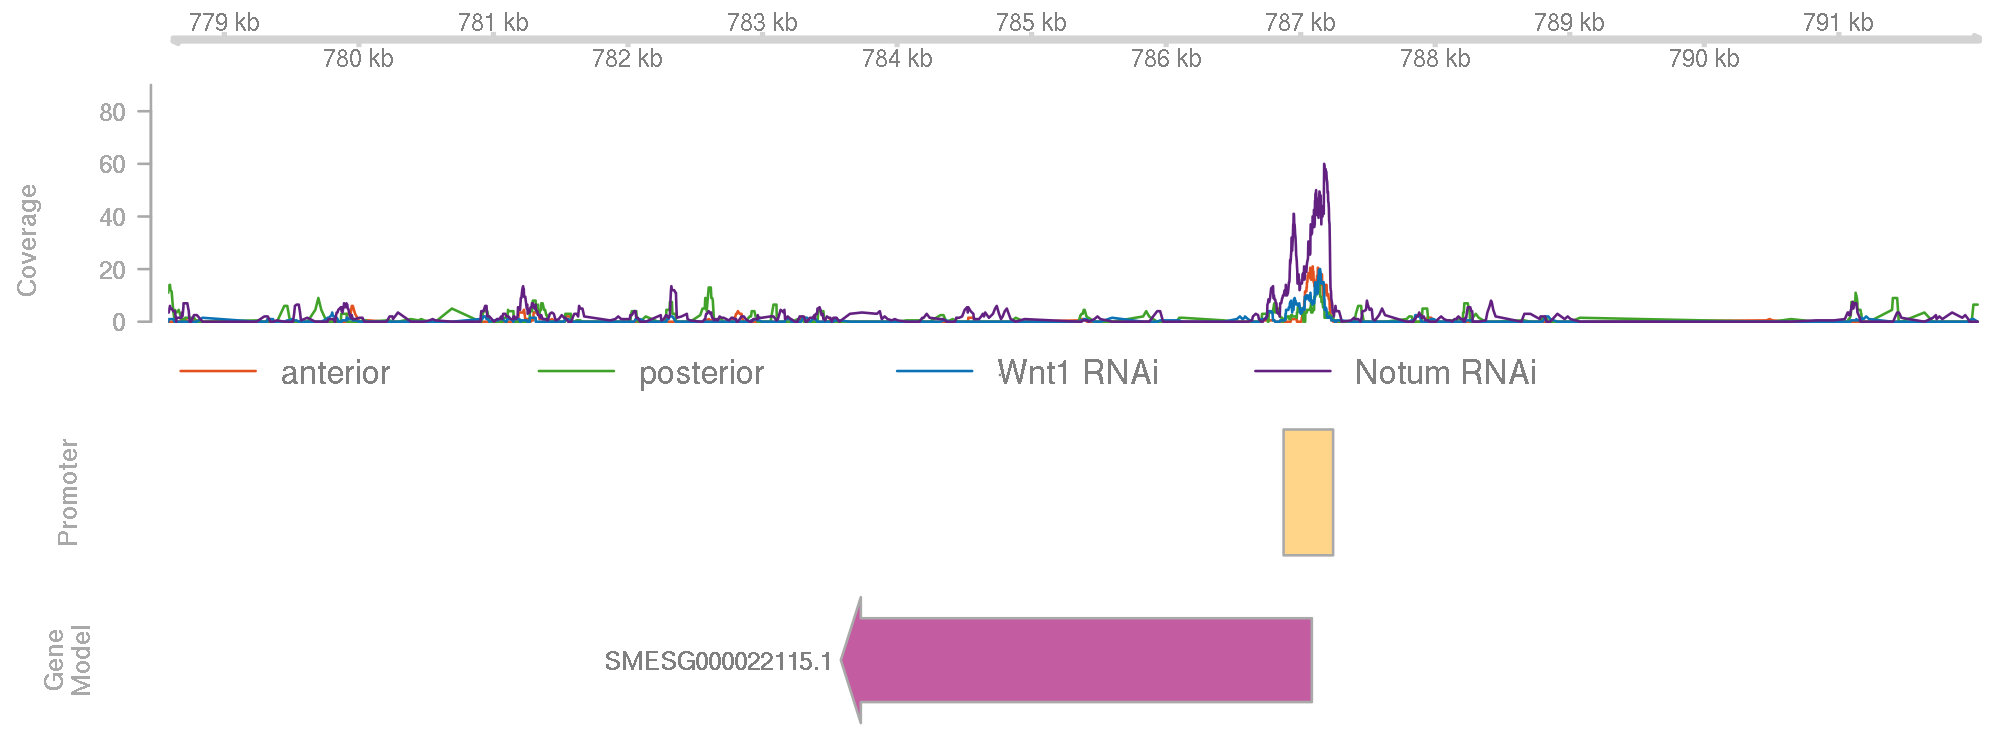 779 kb 781 kb 783 kb 785 kb 787 kb 789 kb 791 kb
780 kb 782 kb 784 kb 786 kb 788 kb 790 kb
Coverage
80
60
40
20
0
anterior posterior Wnt1 RNAi Notum RNAi
Promoter
Gene
Model
SMESG000022115.1